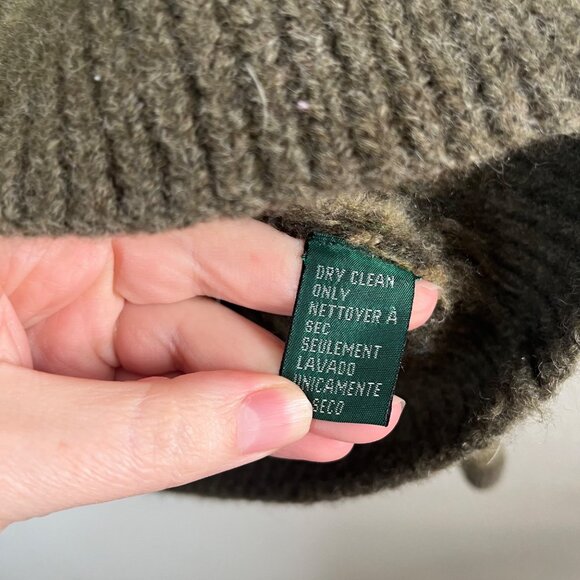 DRY CLEAN
ONLY
NETTOYER À
SEC
SEULEMENT
LAVADO
UNICAMENTE
SECO